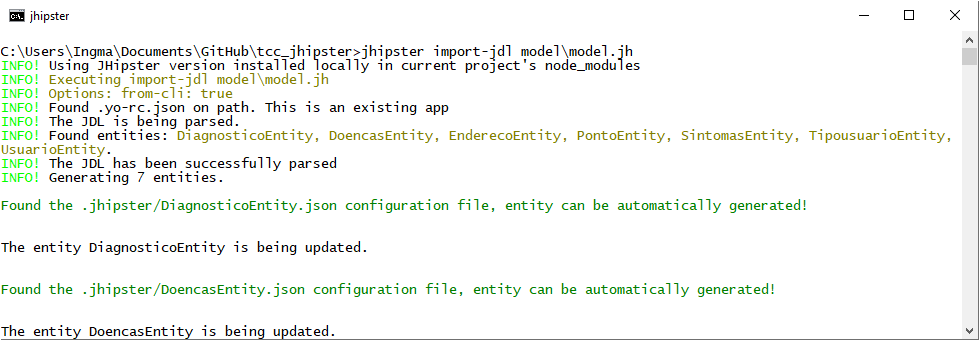 jhipster
C:\Users\Ingma\Documents\GitHub\tcc_jhipster>jhipster import-jdl model\model.jh
INFO! Using JHipster version installed locally in current project's node_modules
INFO! Executing import-jdl model\model.jh
INFO! Options: from-cli: true
INFO! Found .yo-rc.json on path. This is an existing app
INFO! The JDL is being parsed.
INFO! Found entities: DiagnosticoEntity, DoencasEntity, EnderecoEntity, PontoEntity, SintomasEntity, TipousuarioEntity,
UsuarioEntity.
INFO! The JDL has been successfully parsed
INFO! Generating 7 entities.
Found the .jhipster/DiagnosticoEntity.json configuration file, entity can be automatically generated!
The entity DiagnosticoEntity is being updated.
Found the .jhipster/DoencasEntity.json configuration file, entity can be automatically generated!
The entity DoencasEntity is being updated.